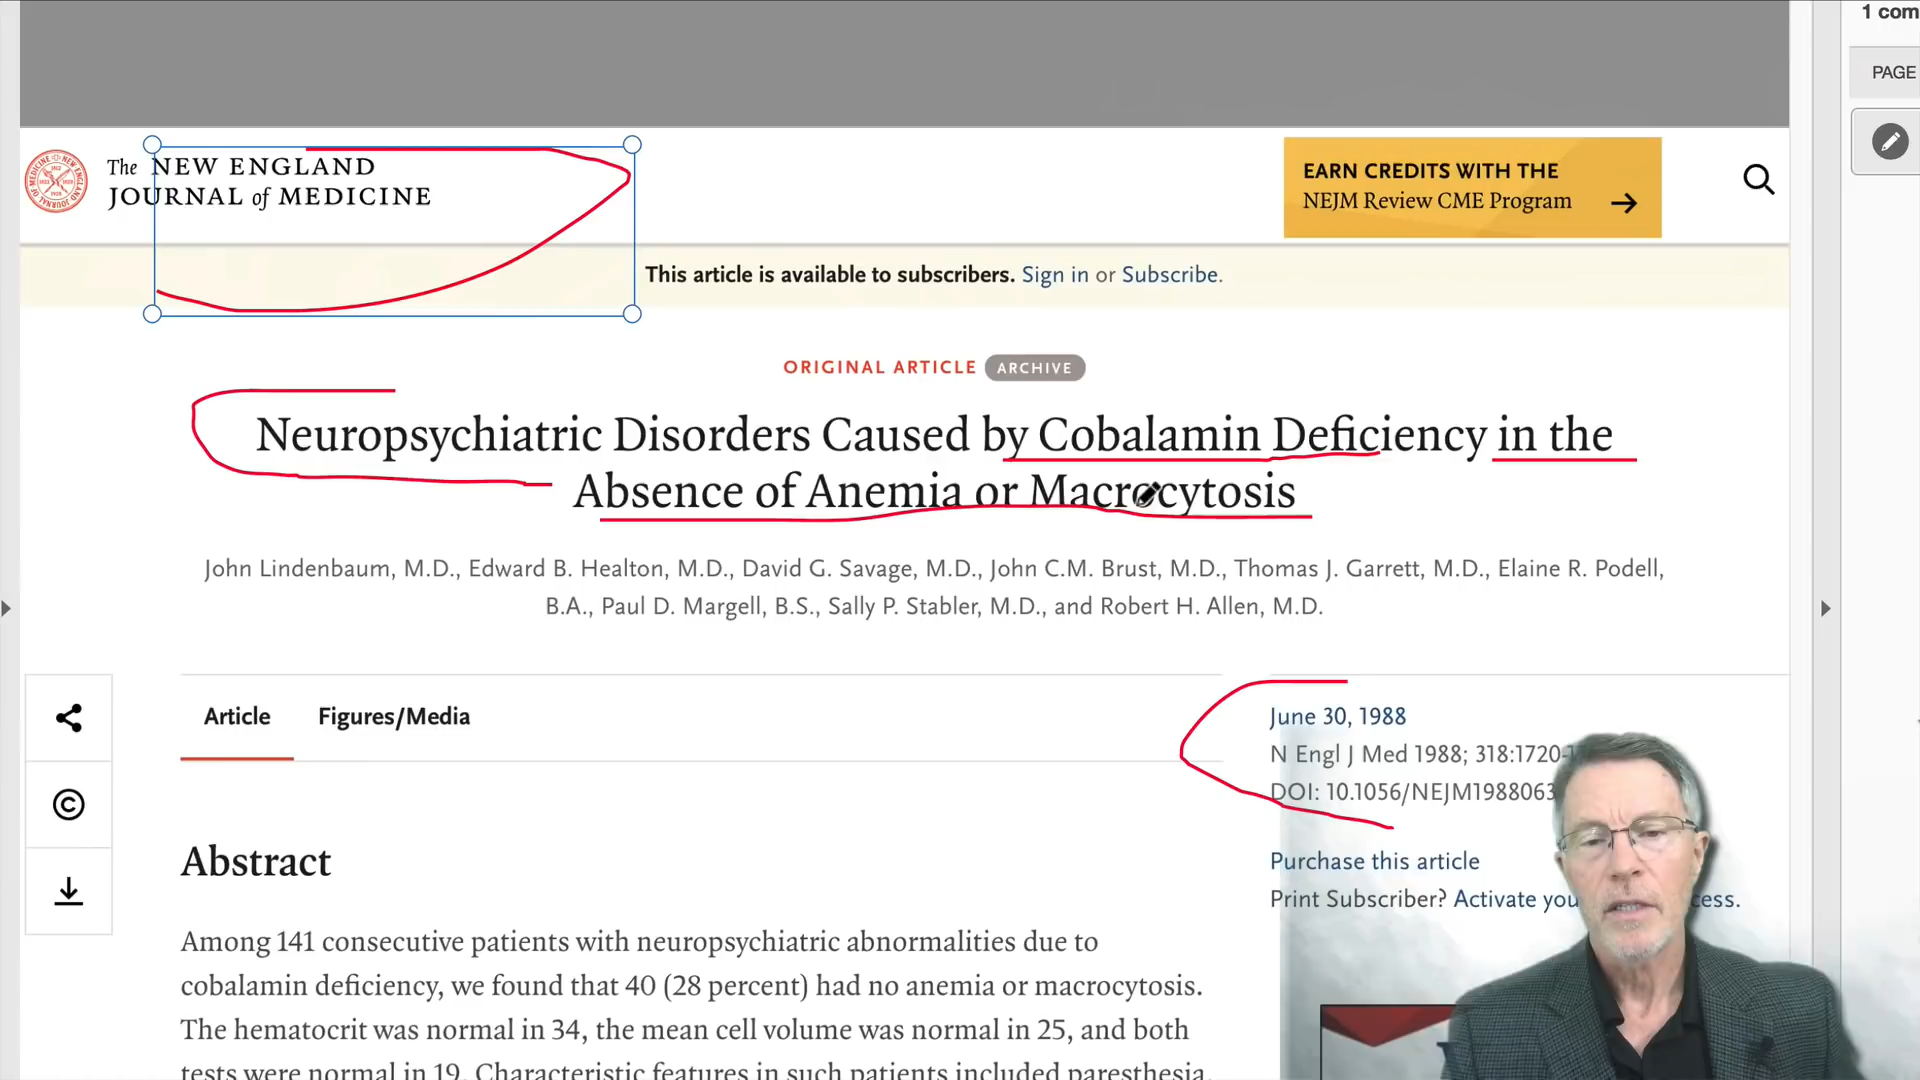 1 com
PAGE
The NEW ENGLAND
JOURNAL of MEDICINE
EARN CREDITS WITH THE
NEJM Review CME Program
This article is available to subscribers. Sign in or Subscribe.
ORIGINAL ARTICLE ARCHIVE
Neuropsychiatric Disorders Caused by Cobalamin Deficiency in the
Absence of Anemia or Macrocytosis
John Lindenbaum, M.D., Edward B. Healton, M.D., David G. Savage, M.D., John C.M. Brust, M.D., Thomas J. Garrett, M.D., Elaine R. Podell,
B.A., Paul D. Margell, B.S., Sally P. Stabler, M.D., and Robert H. Allen, M.D.
Article
Figures/Media
June 30, 1988
N Engl J Med 1988; 318:1720-
DOI: 10.1056/NEJM1988063
Purchase this article
Print Subscriber? Activate you cess.
Abstract
Among 141 consecutive patients with neuropsychiatric abnormalities due to
cobalamin deficiency, we found that 40 (28 percent) had no anemia or macrocytosis.
The hematocrit was normal in 34, the mean cell volume was normal in 25, and both
tests were normal in 19. Characteristic features in such patients included paresthesia,